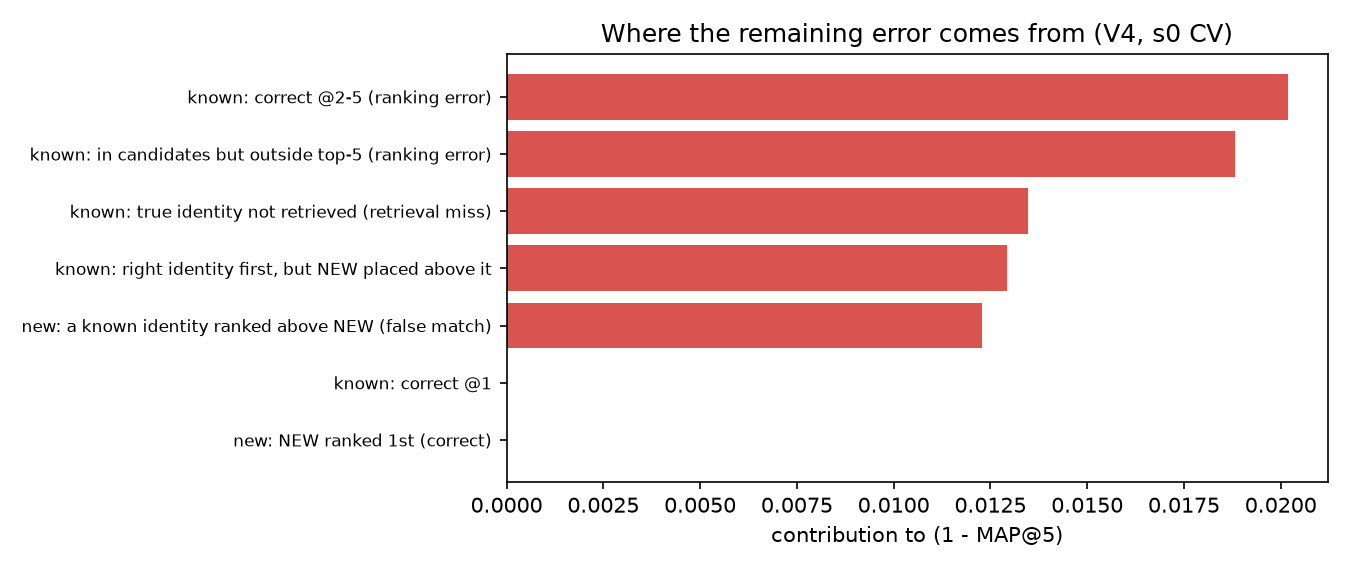 Where the remaining error comes from (V4, s0 CV)
known: correct @2-5 (ranking error)
known: in candidates but outside top-5 (ranking error)
known: true identity not retrieved (retrieval miss)
known: right identity first, but NEW placed above it
new: a known identity ranked above NEW (false match)
known: correct @1
new: NEW ranked 1st (correct)
0.0000 0.0025 0.0050 0.0075 0.0100 0.0125 0.0150 0.0175 0.0200
contribution to (1 - MAP@5)